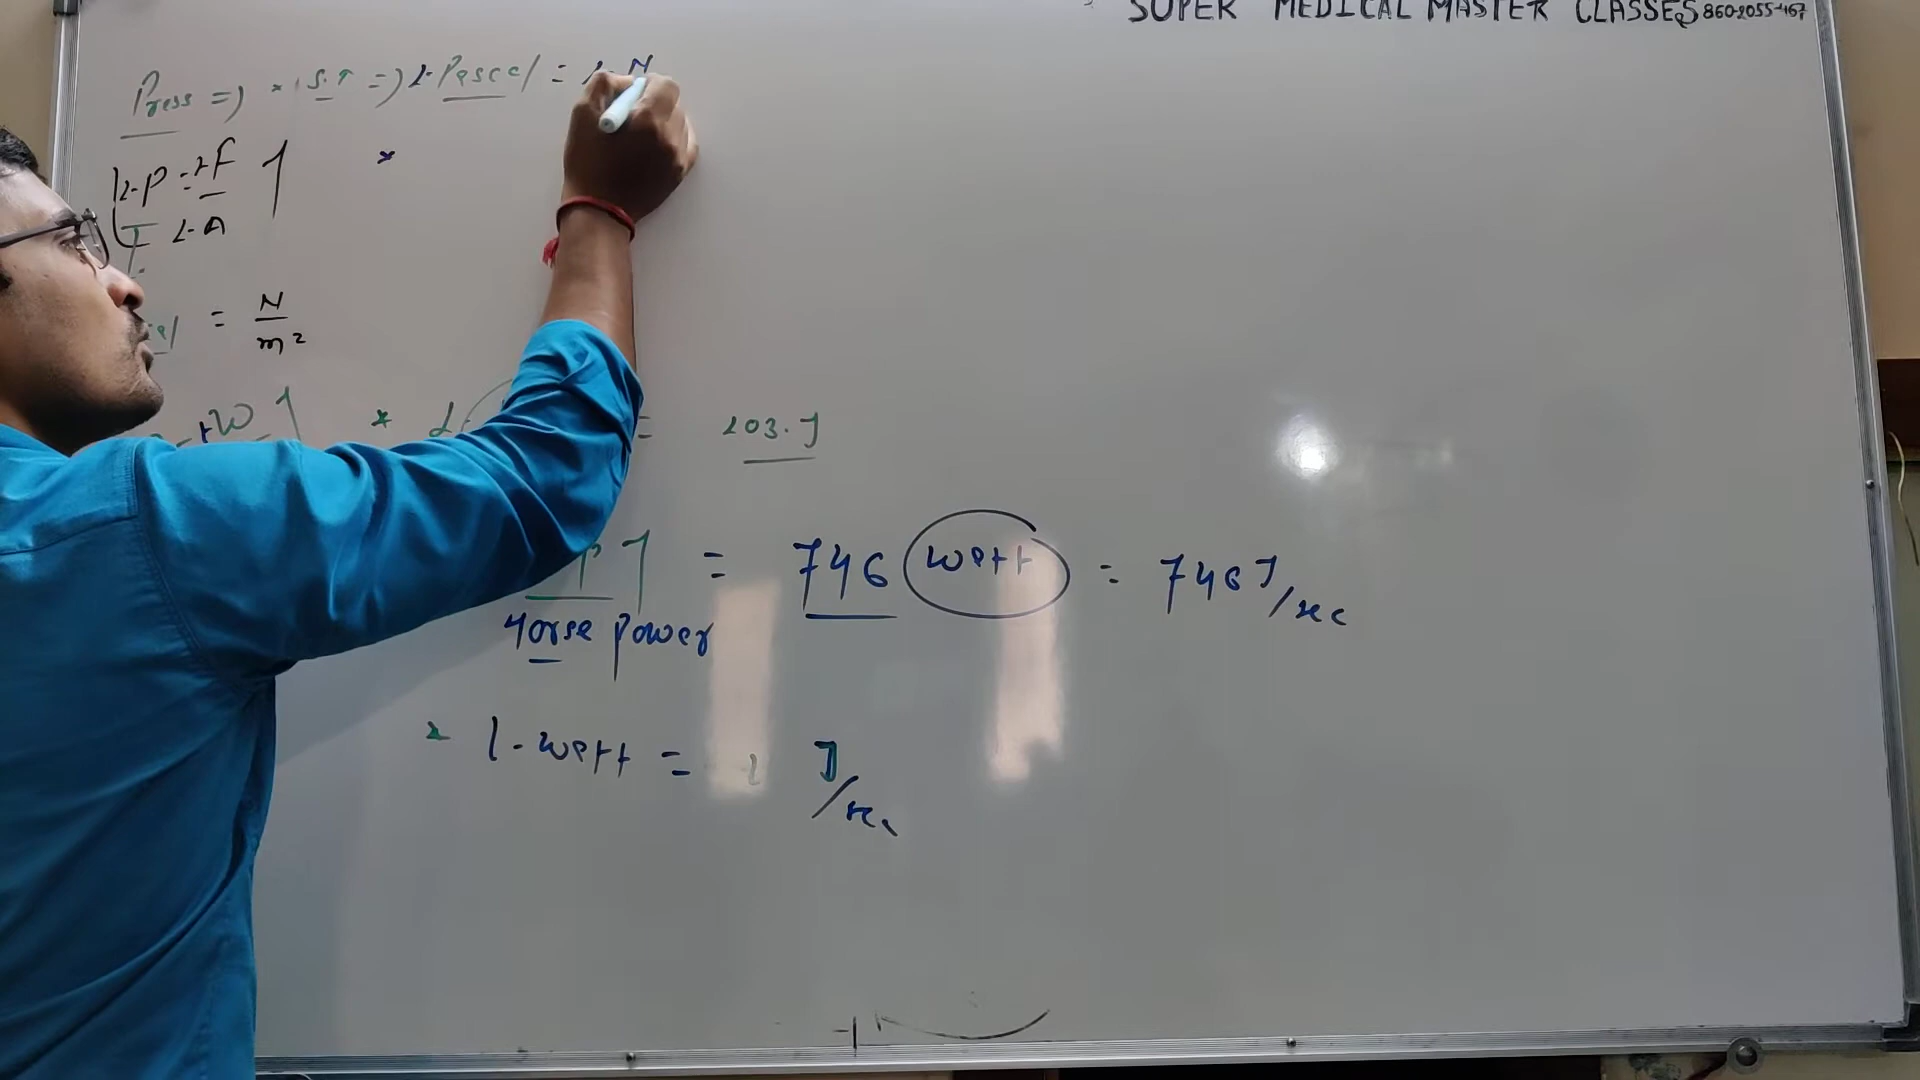 SUPER MEDICAL MASTER CLASSES 860-2055-467
Press => * S.I => 1. Pascal = 1. N
1. P = 1 F
1. A
= N
m²
W * = 103. J
= 746 watt = 746 J/sec
Horse power
* 1 - watt = 1 J/sec